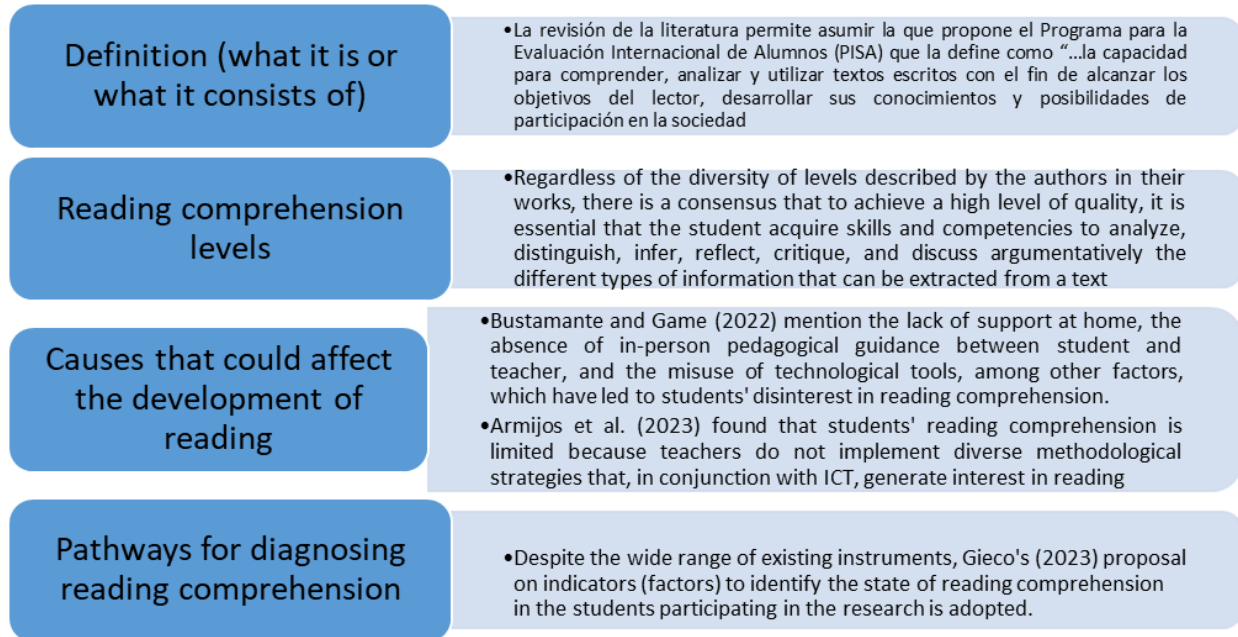 Definition (what it is or
what it consists of)
•La revisión de la literatura permite asumir la que propone el Programa para la
Evaluación Internacional de Alumnos (PISA) que la define como “...la capacidad
para comprender, analizar y utilizar textos escritos con el fin de alcanzar los
objetivos del lector, desarrollar sus conocimientos y posibilidades de
participación en la sociedad
Reading comprehension
levels
•Regardless of the diversity of levels described by the authors in their
works, there is a consensus that to achieve a high level of quality, it is
essential that the student acquire skills and competencies to analyze,
distinguish, infer, reflect, critique, and discuss argumentatively the
different types of information that can be extracted from a text
Causes that could affect
the development of
reading
•Bustamante and Game (2022) mention the lack of support at home, the
absence of in-person pedagogical guidance between student and
teacher, and the misuse of technological tools, among other factors,
which have led to students' disinterest in reading comprehension.
•Armijos et al. (2023) found that students' reading comprehension is
limited because teachers do not implement diverse methodological
strategies that, in conjunction with ICT, generate interest in reading
Pathways for diagnosing
reading comprehension
•Despite the wide range of existing instruments, Gieco's (2023) proposal
on indicators (factors) to identify the state of reading comprehension
in the students participating in the research is adopted.